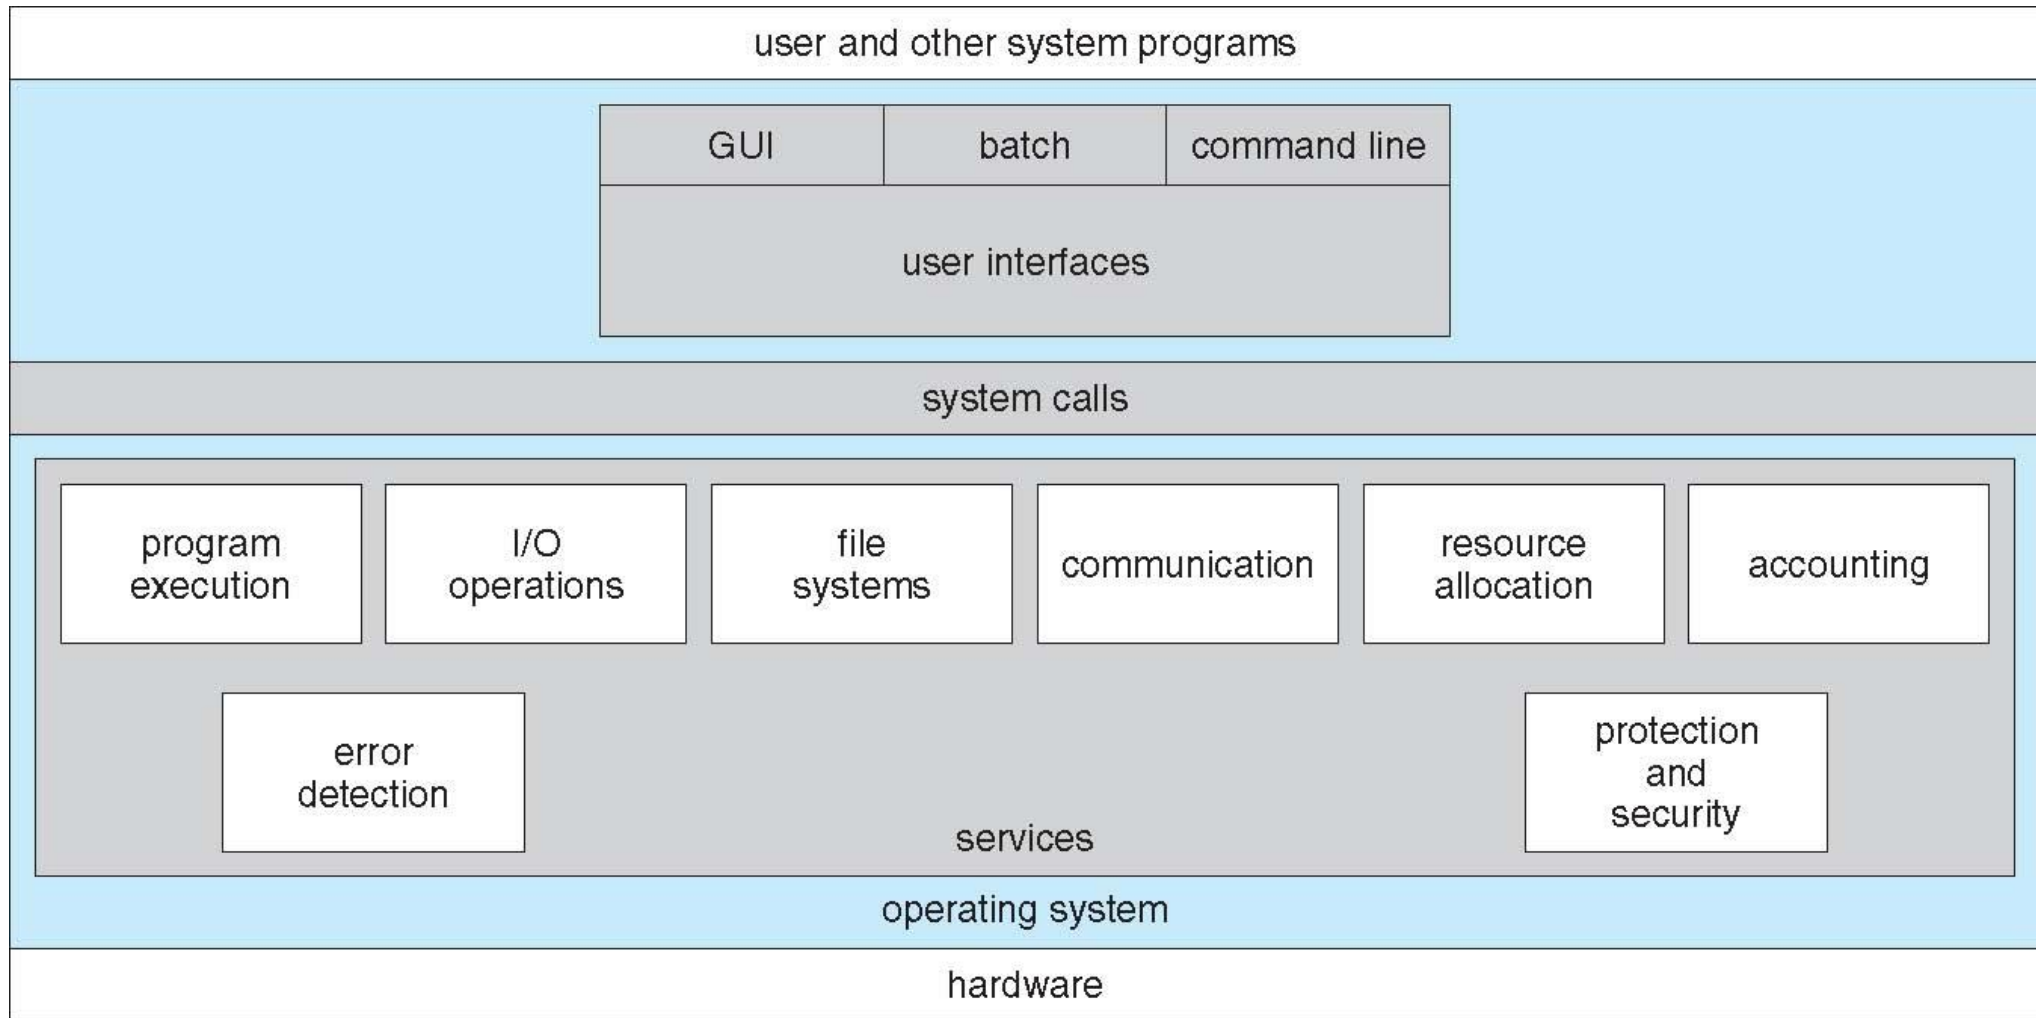 user and other system programs
GUI
batch
command line
user interfaces
system calls
program
execution
I/O
operations
file
systems
communication
resource
allocation
accounting
error
detection
protection
and
security
services
operating system
hardware